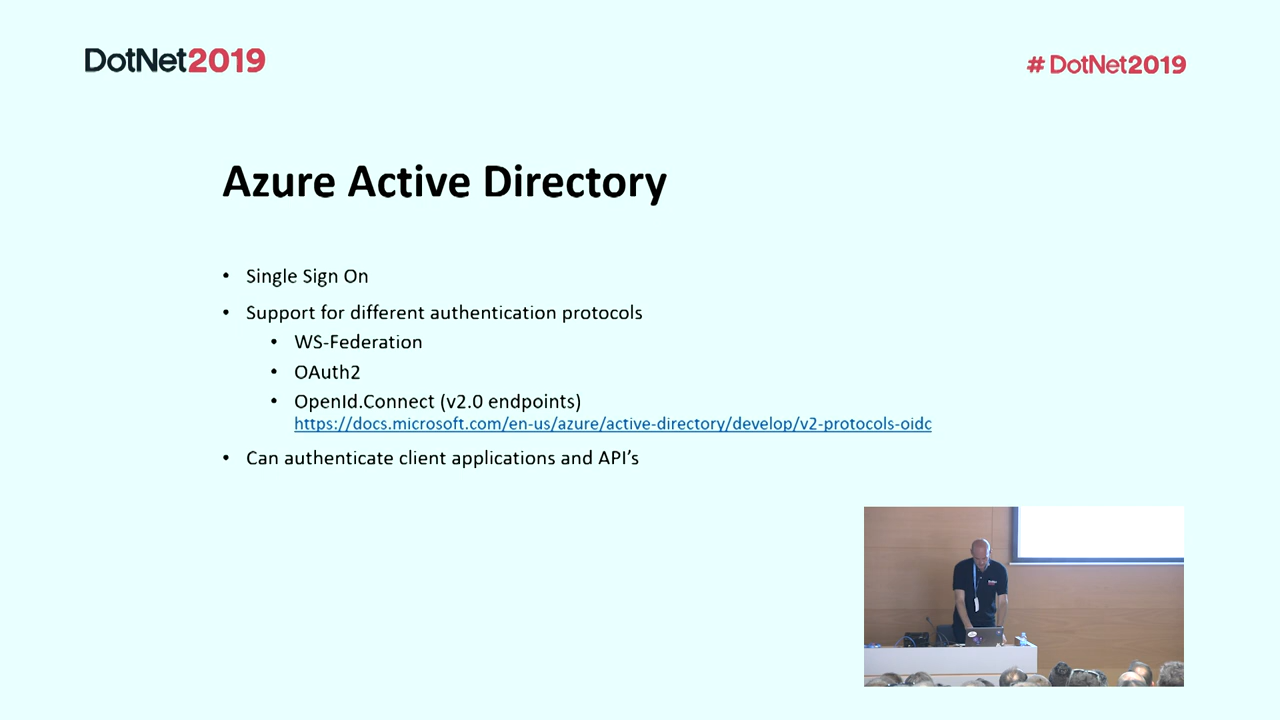 DotNet2019
# DotNet2019
Azure Active Directory
• Single Sign On
• Support for different authentication protocols
• WS-Federation
• OAuth2
• OpenId.Connect (v2.0 endpoints)
https://docs.microsoft.com/en-us/azure/active-directory/develop/v2-protocols-oidc
• Can authenticate client applications and API’s